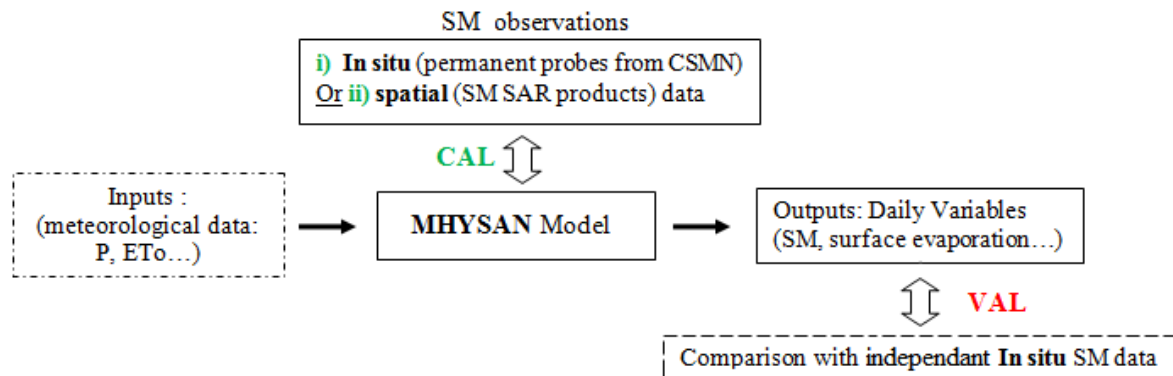 SM observations
i) In situ (permanent probes from CSMN)
Or ii) spatial (SM SAR products) data
CAL
Inputs :
(meteorological data:
P, ETo…)
MHYSAN Model
Outputs: Daily Variables
(SM, surface evaporation…)
VAL
Comparison with independant In situ SM data